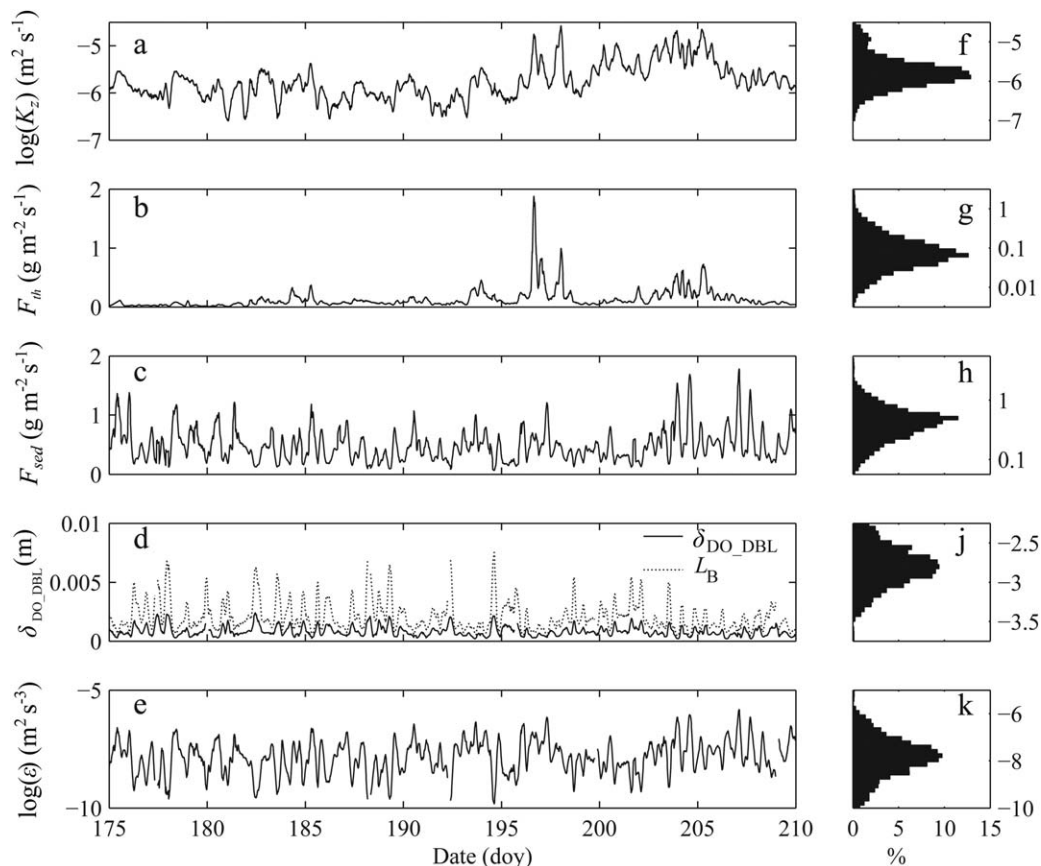 a
log(K_z) (m² s⁻¹)
−5
−6
−7
f
−5
−6
−7
b
F_th (g m⁻² s⁻¹)
2
1
0
g
1
0.1
0.01
c
F_sed (g m⁻² s⁻¹)
2
1
0
h
1
0.1
d
δ_DO_DBL (m)
0.01
0.005
0
δ_DO_DBL
L_B
j
−2.5
−3
−3.5
e
log(ε) (m² s⁻³)
−5
−10
k
−6
−8
−10
175 180 185 190 195 200 205 210
Date (doy)
0 5 10 15
%